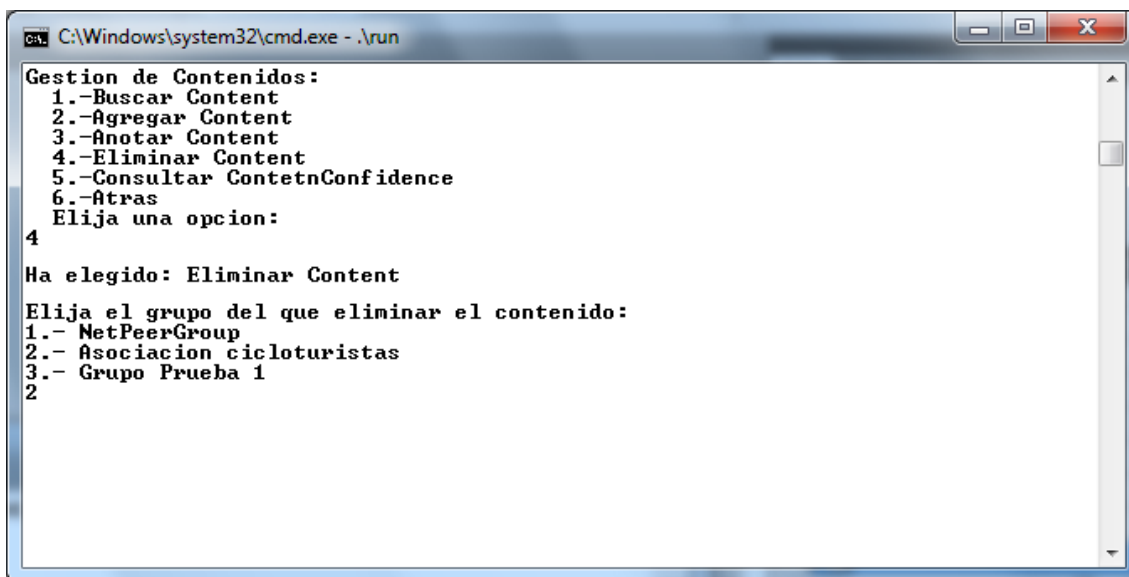 C:\Windows\system32\cmd.exe - .\run
Gestion de Contenidos:
1.-Buscar Content
2.-Agregar Content
3.-Anotar Content
4.-Eliminar Content
5.-Consultar ContetnConfidence
6.-Atras
Elija una opcion:
4
Ha elegido: Eliminar Content
Elija el grupo del que eliminar el contenido:
1.- NetPeerGroup
2.- Asociacion cicloturistas
3.- Grupo Prueba 1
2